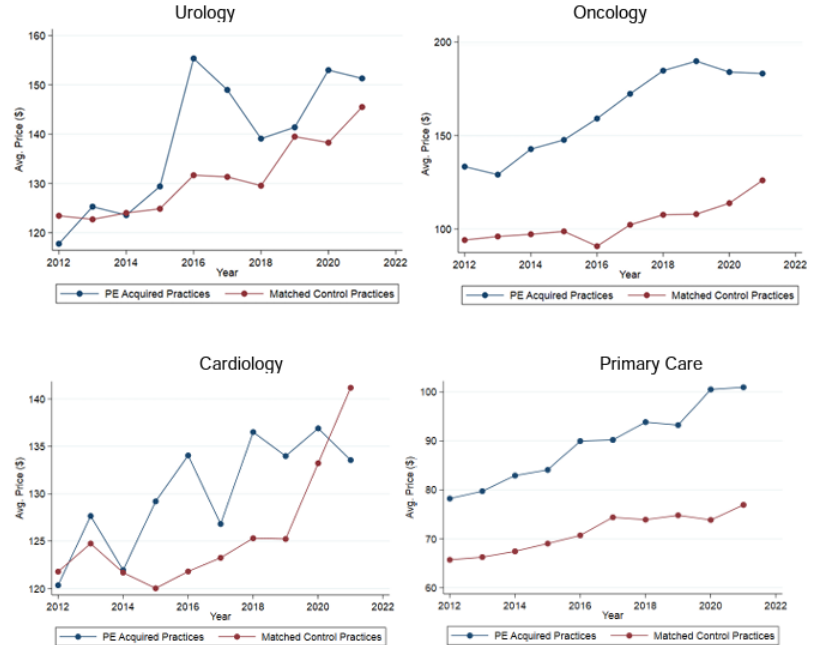 Urology
Avg. Price ($)
160
150
140
130
120
2012 2014 2016 2018 2020 2022
Year
PE Acquired Practices Matched Control Practices
Oncology
Avg. Price ($)
200
150
100
2012 2014 2016 2018 2020 2022
Year
PE Acquired Practices Matched Control Practices
Cardiology
Avg. Price ($)
140
135
130
125
120
2012 2014 2016 2018 2020 2022
Year
PE Acquired Practices Matched Control Practices
Primary Care
Avg. Price ($)
100
90
80
70
60
2012 2014 2016 2018 2020 2022
Year
PE Acquired Practices Matched Control Practices